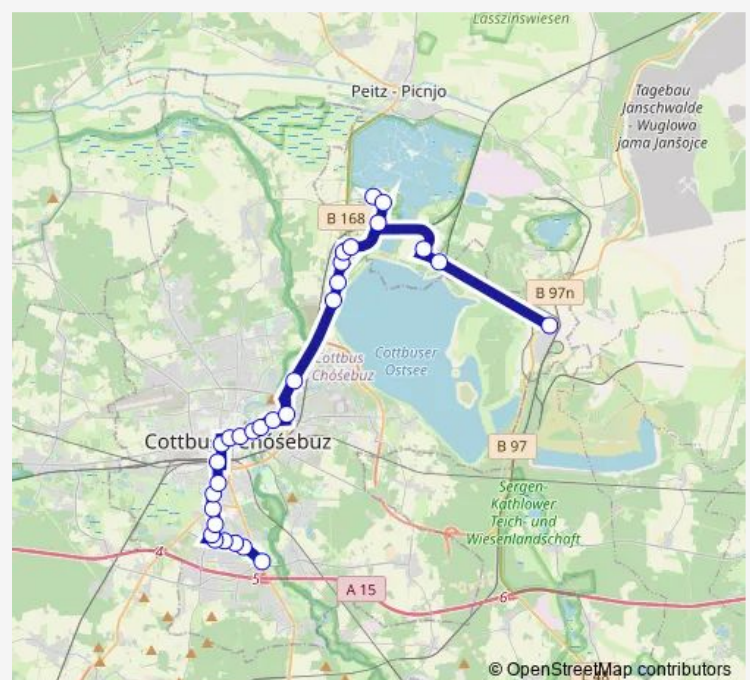 Lasszinswiesen
Peitz - Picnjo
Tagebau
Janschwalde
- Wuglowa
jama Janšojce
B 168
B 97n
Cottbus
Chóśebuz
Cottbuser
Ostsee
Chóśebuz
B 97
Sergen-
Kathlower
Teich- und
Wiesenlandschaft
4
5
A 15
6
© OpenStreetMap contributors